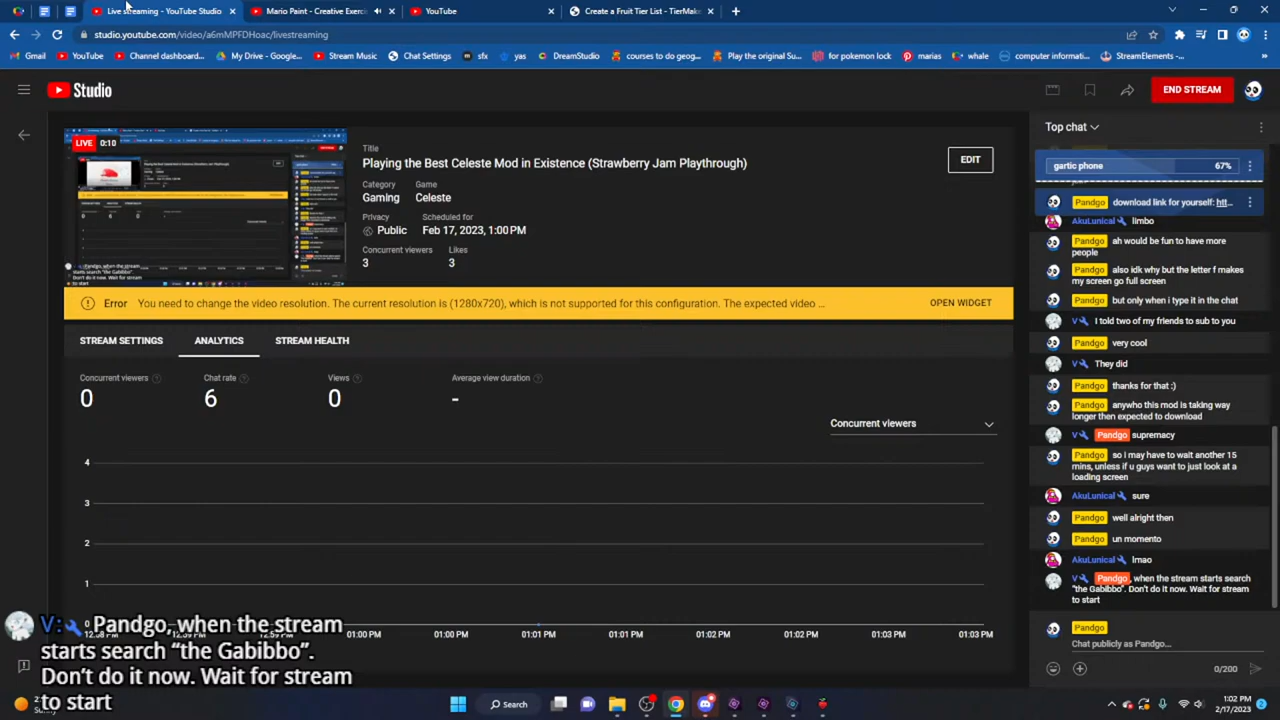 Live streaming - YouTube Studio
Mario Paint - Creative Exerci
YouTube
Create a Fruit Tier List - TierMak
studio.youtube.com/video/a6mMPFDHoac/livestreaming
Gmail
YouTube
Channel dashboard...
My Drive - Google...
Stream Music
Chat Settings
sfx
yas
DreamStudio
courses to do geog...
Play the original Su...
for pokemon lock
marias
whale
computer informati...
StreamElements -...
Studio
END STREAM
LIVE 0:10
Title
Playing the Best Celeste Mod in Existence (Strawberry Jam Playthrough)
EDIT
Category
Gaming
Game
Celeste
Privacy
Public
Scheduled for
Feb 17, 2023, 1:00 PM
Concurrent viewers
3
Likes
3
Error You need to change the video resolution. The current resolution is (1280x720), which is not supported for this configuration. The expected video ...
OPEN WIDGET
STREAM SETTINGS
ANALYTICS
STREAM HEALTH
Concurrent viewers
0
Chat rate
6
Views
0
Average view duration
-
Concurrent viewers
4
3
2
1
0
12:59 PM
12:59 PM
01:00 PM
01:00 PM
01:01 PM
01:01 PM
01:02 PM
01:03 PM
01:03 PM
Top chat
gartic phone 67%
Pandgo download link for yourself: htt...
AkuLunical limbo
Pandgo ah would be fun to have more
people
Pandgo also idk why but the letter f makes
my screen go full screen
Pandgo but only when i type it in the chat
V I told two of my friends to sub to you
Pandgo very cool
V They did
Pandgo thanks for that :)
Pandgo anywho this mod is taking way
longer then expected to download
V Pandgo supremacy
Pandgo so I may have to wait another 15
mins, unless if u guys want to just look at a
loading screen
AkuLunical sure
Pandgo well alright then
Pandgo un momento
AkuLunical lmao
V Pandgo, when the stream starts search
"the Gabibbo". Don't do it now. Wait for stream
to start
Pandgo
Chat publicly as Pandgo...
0/200
V: Pandgo, when the stream
starts search “the Gabibbo”.
Don’t do it now. Wait for stream
to start
Search
1:02 PM
2/17/2023